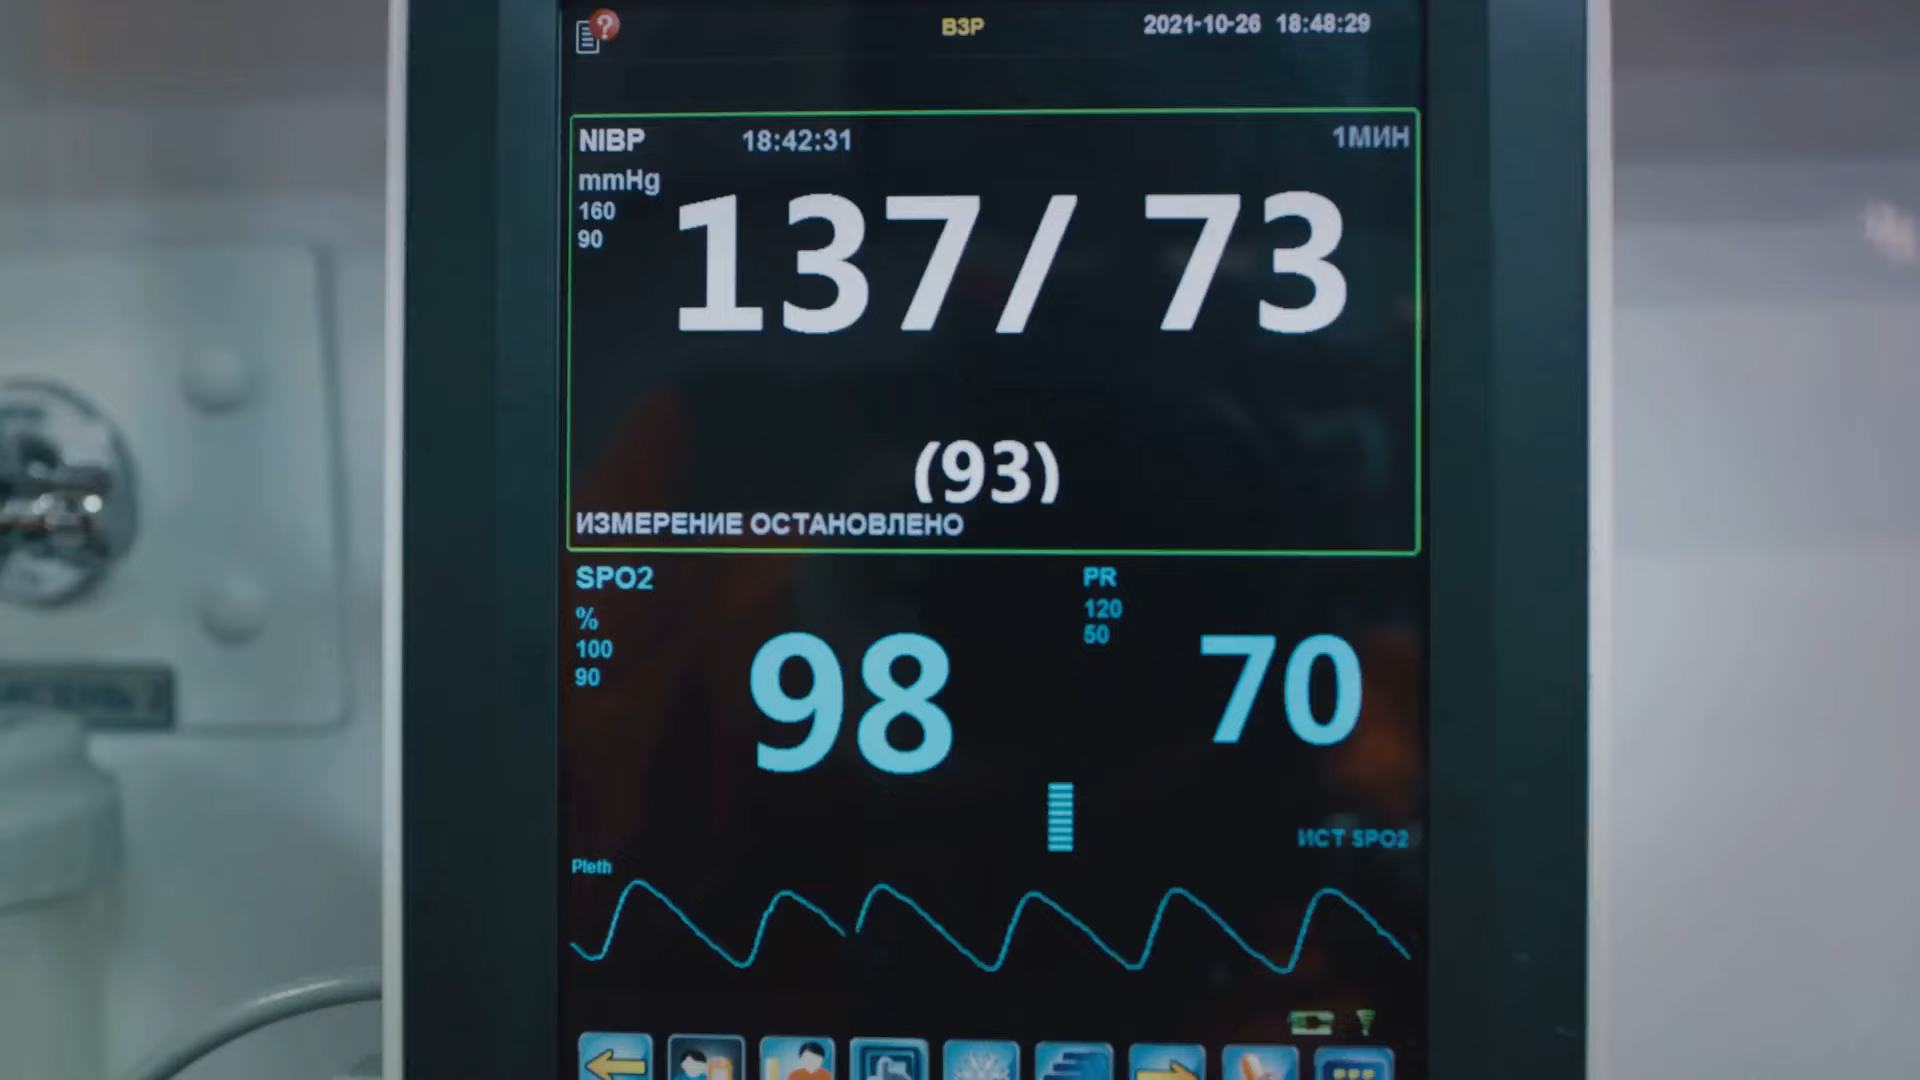 ?
ВЗР 2021-10-26 18:48:29
NIBP 18:42:31 1МИН
mmHg
160
90
137/ 73
(93)
ИЗМЕРЕНИЕ ОСТАНОВЛЕНО
SPO2
%
100
90
98
PR
120
50
70
ИСТ SPO2
Pleth